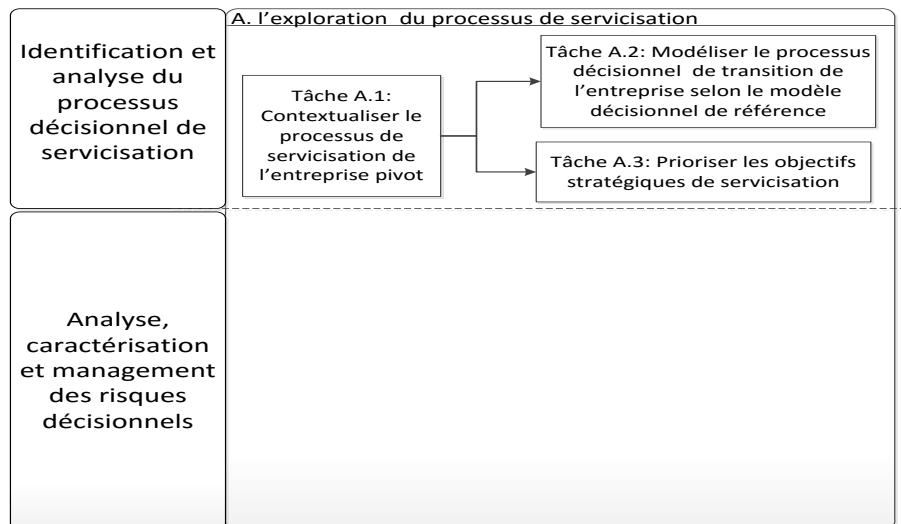 A. l’exploration du processus de servicisation
Identification et
analyse du
processus
décisionnel de
servicisation
Tâche A.1:
Contextualiser le
processus de
servicisation de
l’entreprise pivot
Tâche A.2: Modéliser le processus
décisionnel de transition de
l’entreprise selon le modèle
décisionnel de référence
Tâche A.3: Prioriser les objectifs
stratégiques de servicisation
Analyse,
caractérisation
et management
des risques
décisionnels